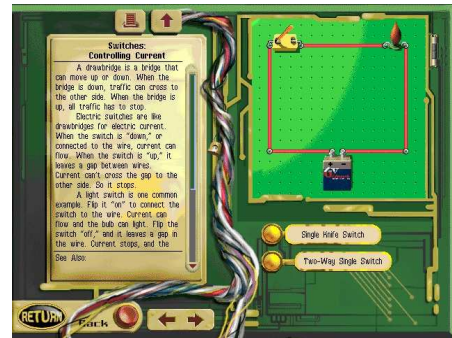 Switches:
Controlling Current
A drawbridge is a bridge that
can move up or down. When the
bridge is down, traffic can cross to
the other side. When the bridge is
up, all traffic has to stop.
Electric switches are like
drawbridges for electric current.
When the switch is "down," or
connected to the wire, current can
flow. When the switch is "up," it
leaves a gap between wires.
Current can't cross the gap to the
other side. So it stops.
A light switch is one common
example. Flip it "on" to connect the
switch to the wire. Current can
flow and the bulb can light. Flip the
switch "off," and it leaves a gap in
the wire. Current stops, and the
See Also:
6V
Single Knife Switch
Two-Way Single Switch
RETURN
Back